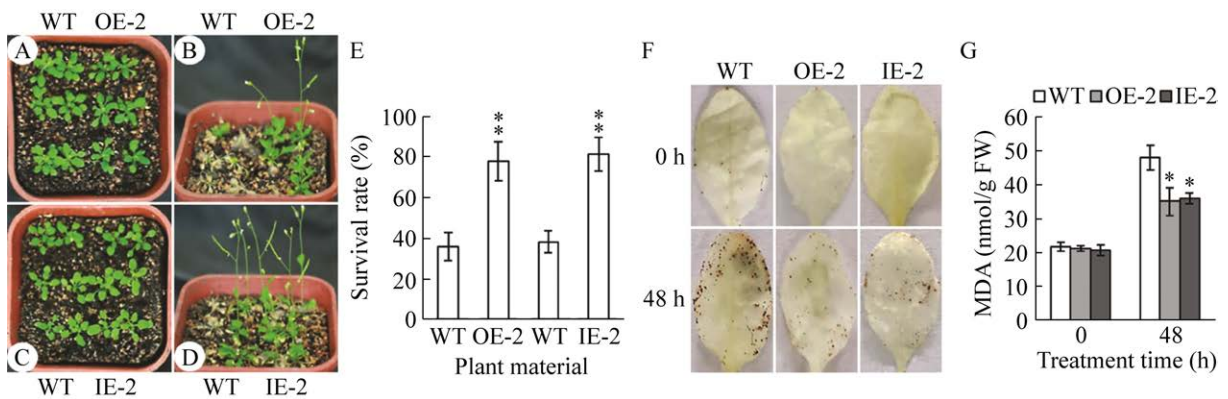 WT OE-2
WT OE-2
A
B
C
D
WT IE-2
WT IE-2
E
Survival rate (%)
100
80
60
40
20
0
**
**
WT OE-2 WT IE-2
Plant material
F
WT OE-2 IE-2
0 h
48 h
G
WT OE-2 IE-2
MDA (nmol/g FW)
60
50
40
30
20
10
0
*
*
0 48
Treatment time (h)